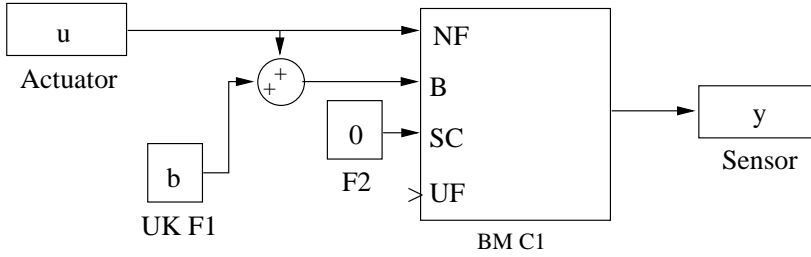 u
Actuator
NF
+
+
B
0
SC
F2
b
UK F1
UF
BM C1
y
Sensor